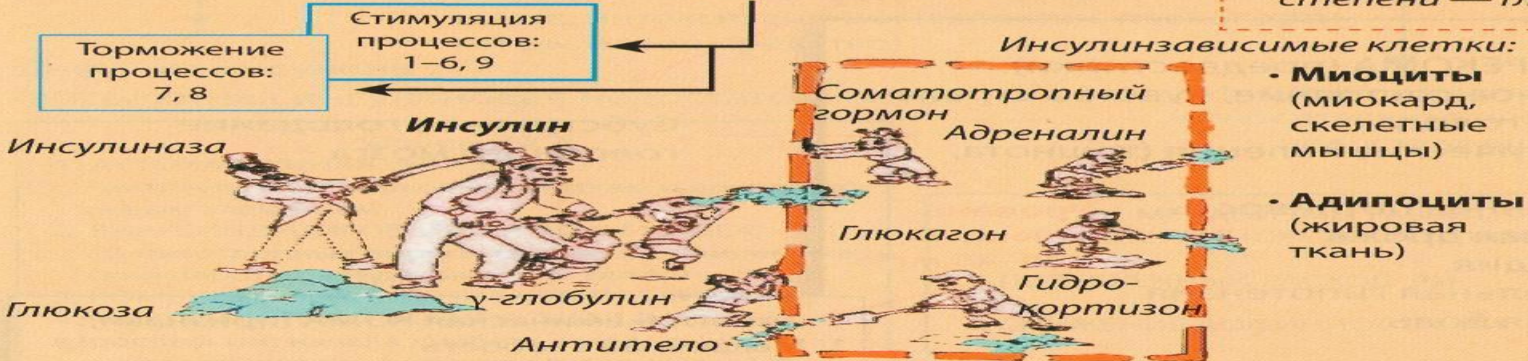 степени —
Стимуляция
процессов:
1–6, 9
Торможение
процессов:
7, 8
Инсулинзависимые клетки:
• Миоциты
(миокард,
скелетные
мышцы)
• Адипоциты
(жировая
ткань)
Соматотропный
гормон
Адреналин
Инсулин
Инсулиназа
Глюкагон
Гидро-
кортизон
Глюкоза
γ-глобулин
Антитело